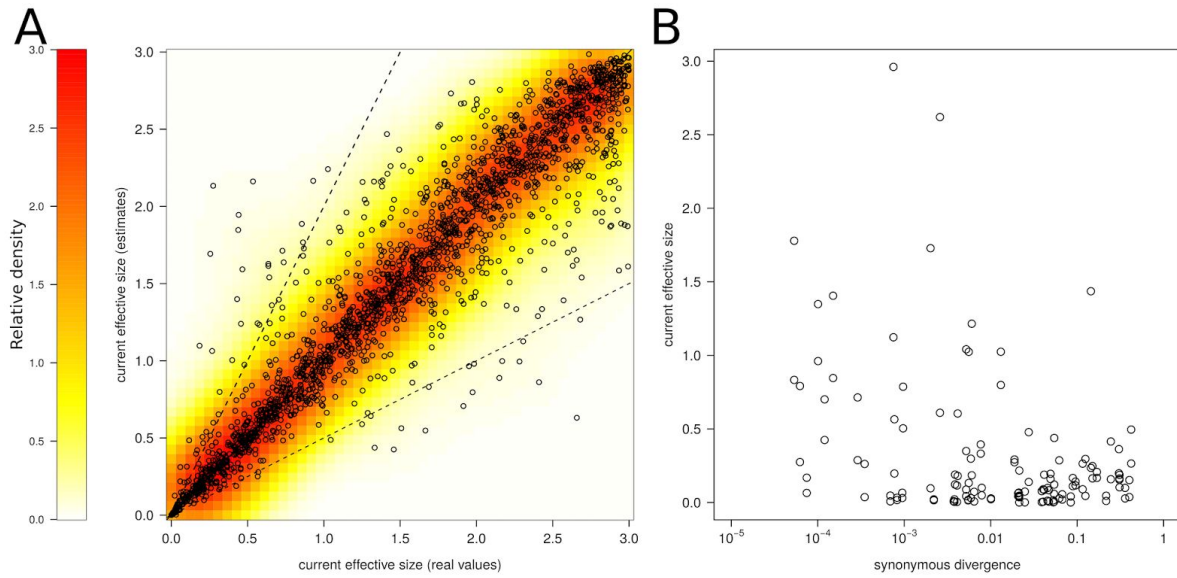 A
3.0
2.5
2.0
1.5
1.0
0.5
0.0
Relative density
3.0
2.5
2.0
1.5
1.0
0.5
0.0
current effective size (estimates)
0.0 0.5 1.0 1.5 2.0 2.5 3.0
current effective size (real values)
B
3.0
2.5
2.0
1.5
1.0
0.5
0.0
current effective size
10⁻⁵ 10⁻⁴ 10⁻³ 0.01 0.1 1
synonymous divergence